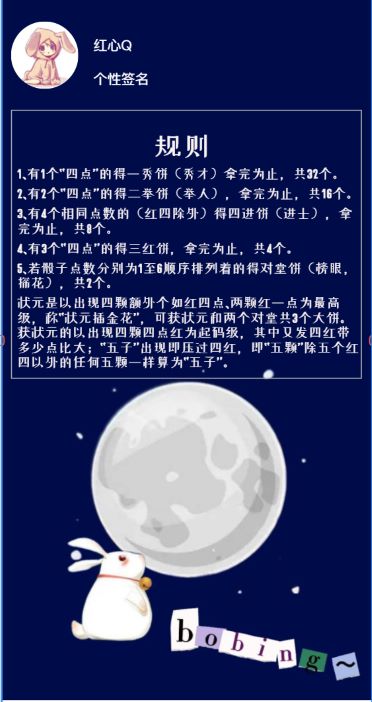 红心Q
个性签名
规则
1、有1个“四点”的得一秀饼（秀才）拿完为止，共32个。
2、有2个“四点”的得二举饼（举人），拿完为止，共16个。
3、有4个相同点数的（红四除外）得四进饼（进士），拿
完为止，共8个。
4、有3个“四点”的得三红饼，拿完为止，共4个。
5、若骰子点数分别为1至6顺序排列着的得对堂饼（榜眼，
探花），共2个。
状元是以出现四颗额外个如红四点、两颗红一点为最高
级，称“状元插金花”，可获状元和两个对堂共3个大饼。
获状元的以出现四颗四点红为起码级，其中又发四红带
多少点比大；“五子”出现即压过四红，即“五颗”除五个红
四以外的任何五颗一样算为“五子”。
bobing~